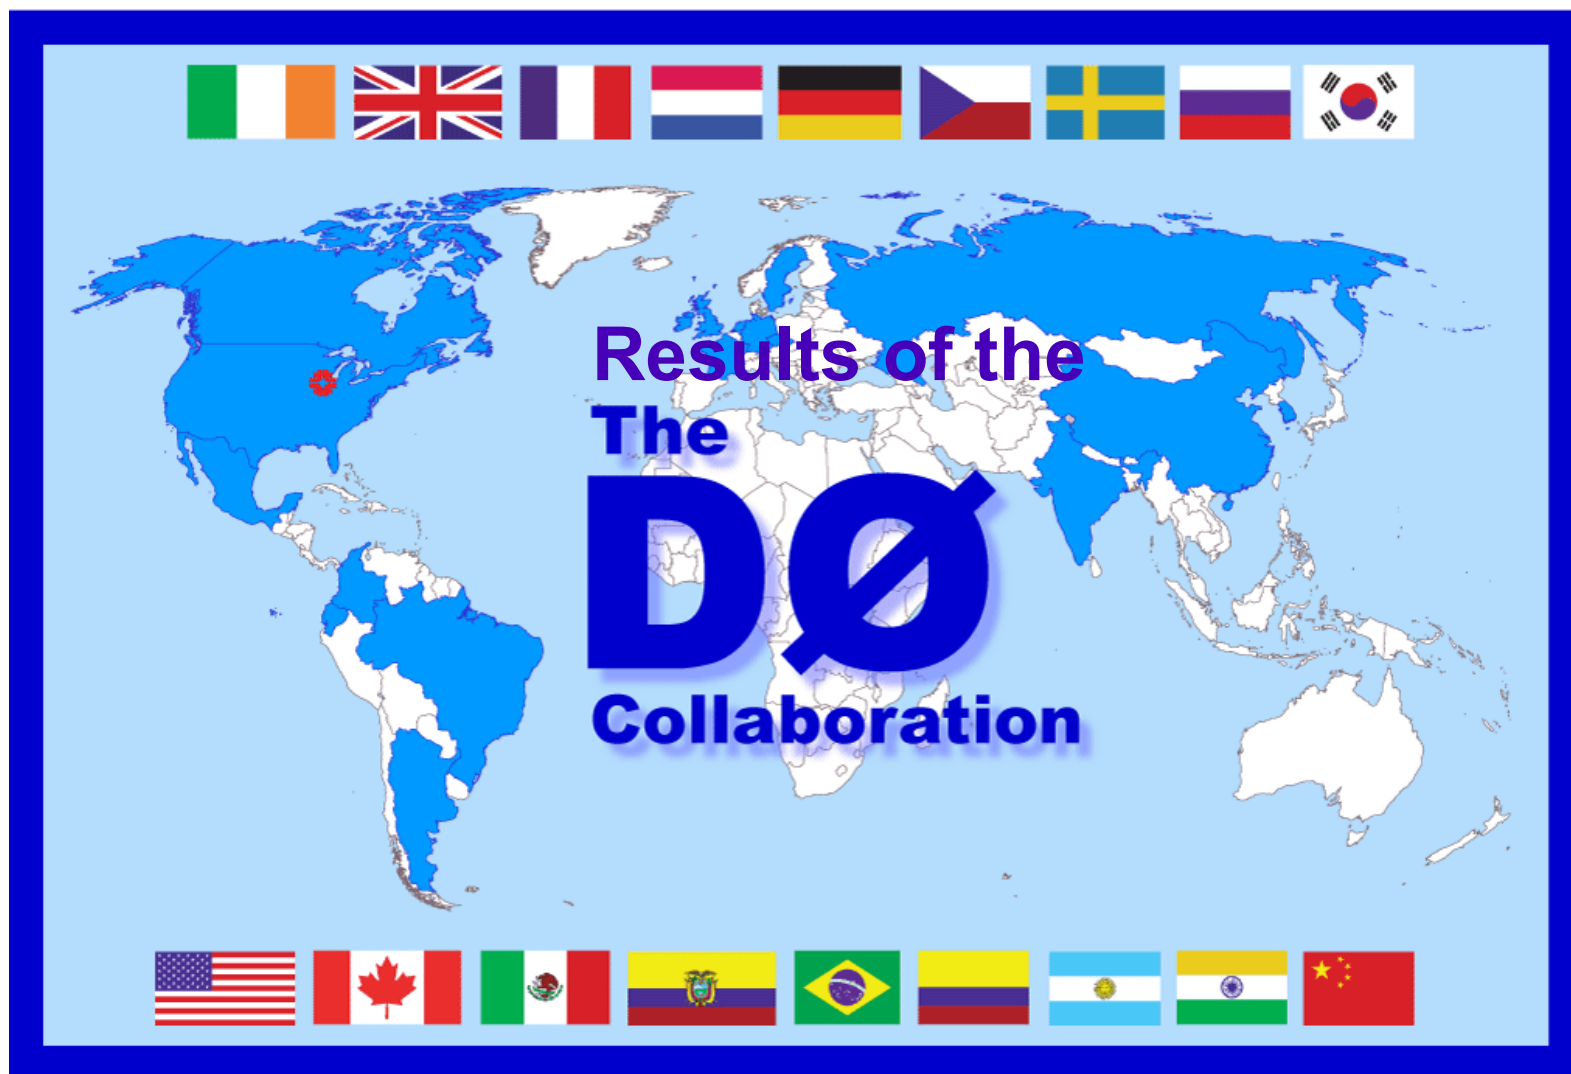 Results of the
The
DØ
Collaboration